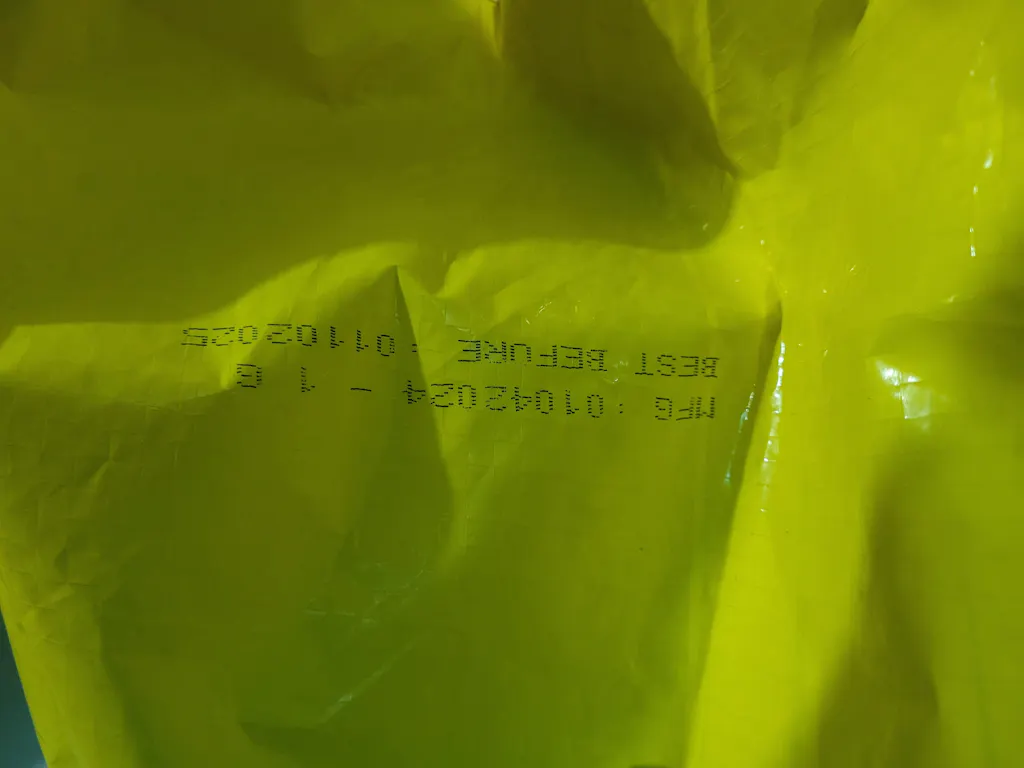 MFG :01042024 - 1 G
BEST BEFORE : 01102025